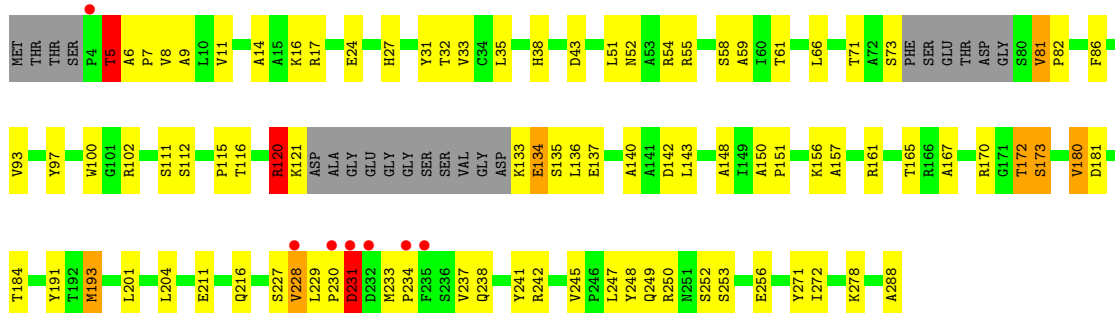 MET THR THR SER P4 T5 A6 P7 V8 A9 L10 V11 A14 A15 K16 R17 E24 H27 Y31 T32 V33 C34 L35 H38 D43 L51 N52 A53 R54 R55 S58 A59 I60 T61 L66 T71 A72 S73 PHE SER GLU THR ASP GLY S80 V81 P82 F86
V93 Y97 W100 G101 R102 S111 S112 P115 T116 R120 K121 ASP ALA GLY GLU GLY GLY SER SER VAL GLY ASP K133 E134 S135 L136 E137 A140 A141 D142 L143 A148 I149 A150 P151 K156 A157 R161 T165 R166 A167 R170 G171 T172 S173 V180 D181
T184 Y191 T192 M193 L201 L204 E211 Q216 S227 V228 L229 P230 D231 D232 M233 P234 F235 S236 V237 Q238 Y241 R242 V245 P246 L247 Y248 Q249 R250 N251 S252 S253 E256 Y271 I272 K278 A288